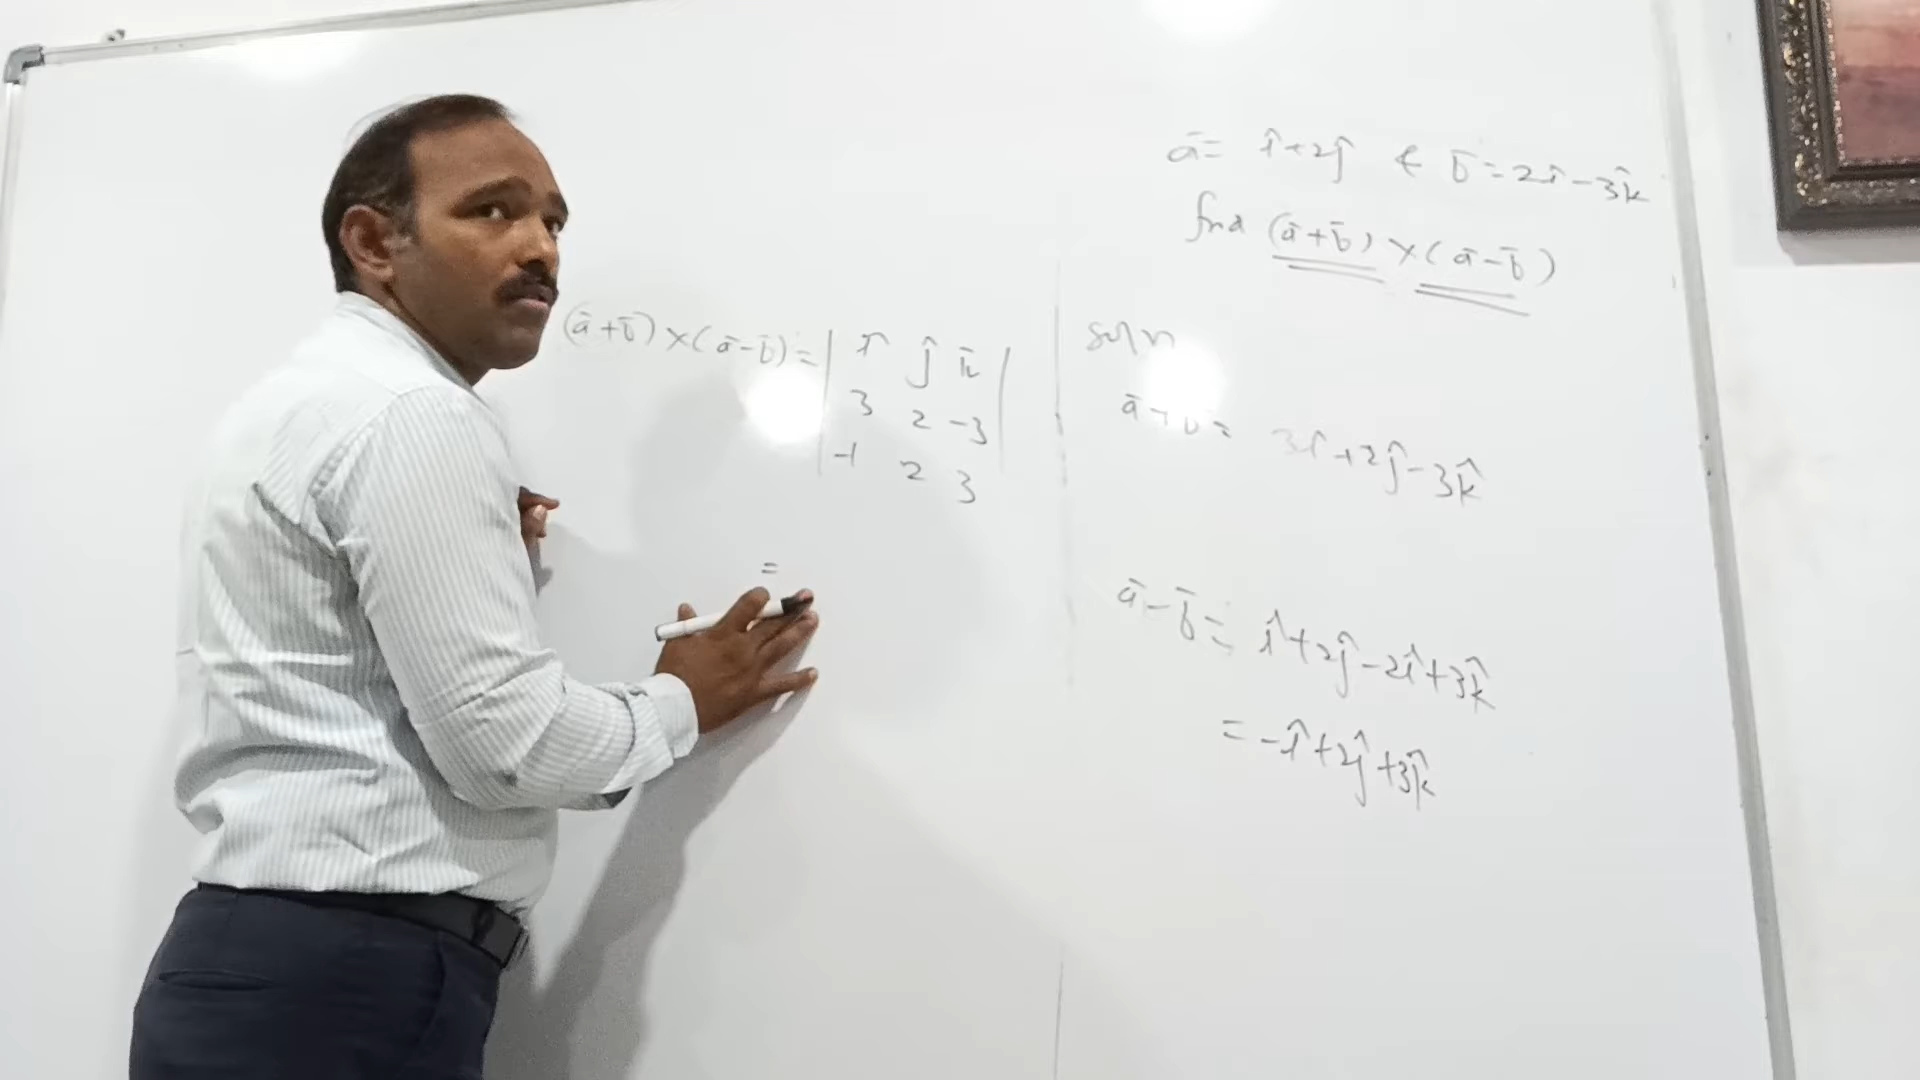 ā = î+2ĵ & b̄ = 2î-3k̂
find (ā+b̄) × (ā-b̄)
soln
ā+b̄ = 3î+2ĵ-3k̂
ā-b̄ = î+2ĵ-2î+3k̂
= -î+2ĵ+3k̂
(ā+b̄) × (ā-b̄) = | î ĵ k̄ |
3 2 -3
-1 2 3
=